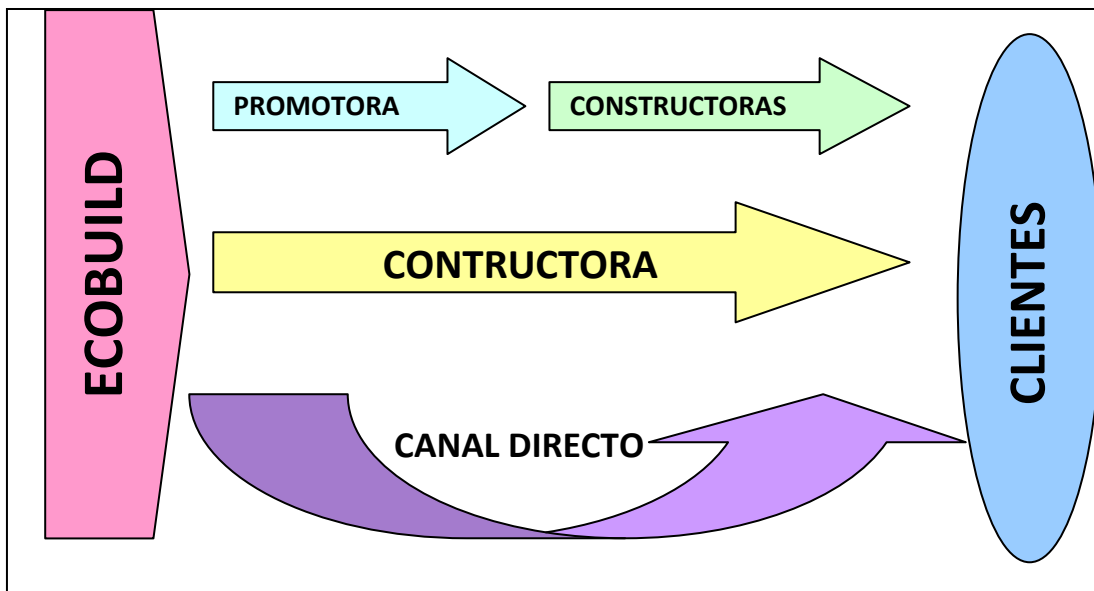 ECOBUILD
PROMOTORA
CONSTRUCTORAS
CONTRUCTORA
CANAL DIRECTO
CLIENTES